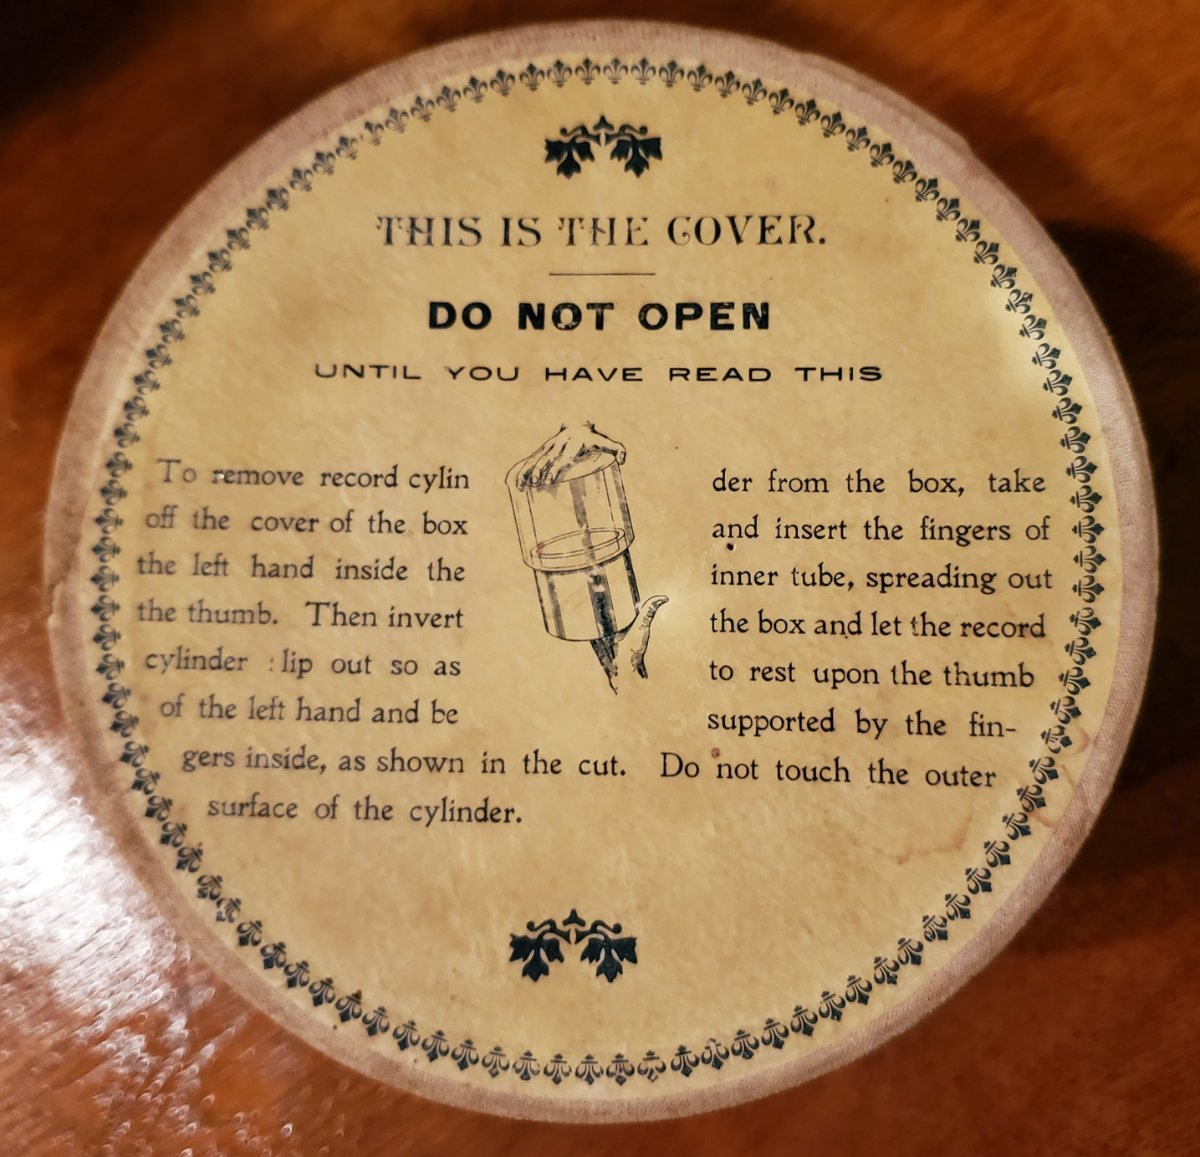 THIS IS THE COVER.
DO NOT OPEN
UNTIL YOU HAVE READ THIS
To remove record cylin der from the box, take
off the cover of the box and insert the fingers of
the left hand inside the inner tube, spreading out
the thumb. Then invert the box and let the record
cylinder :lip out so as to rest upon the thumb
of the left hand and be supported by the fin-
gers inside, as shown in the cut. Do not touch the outer
surface of the cylinder.